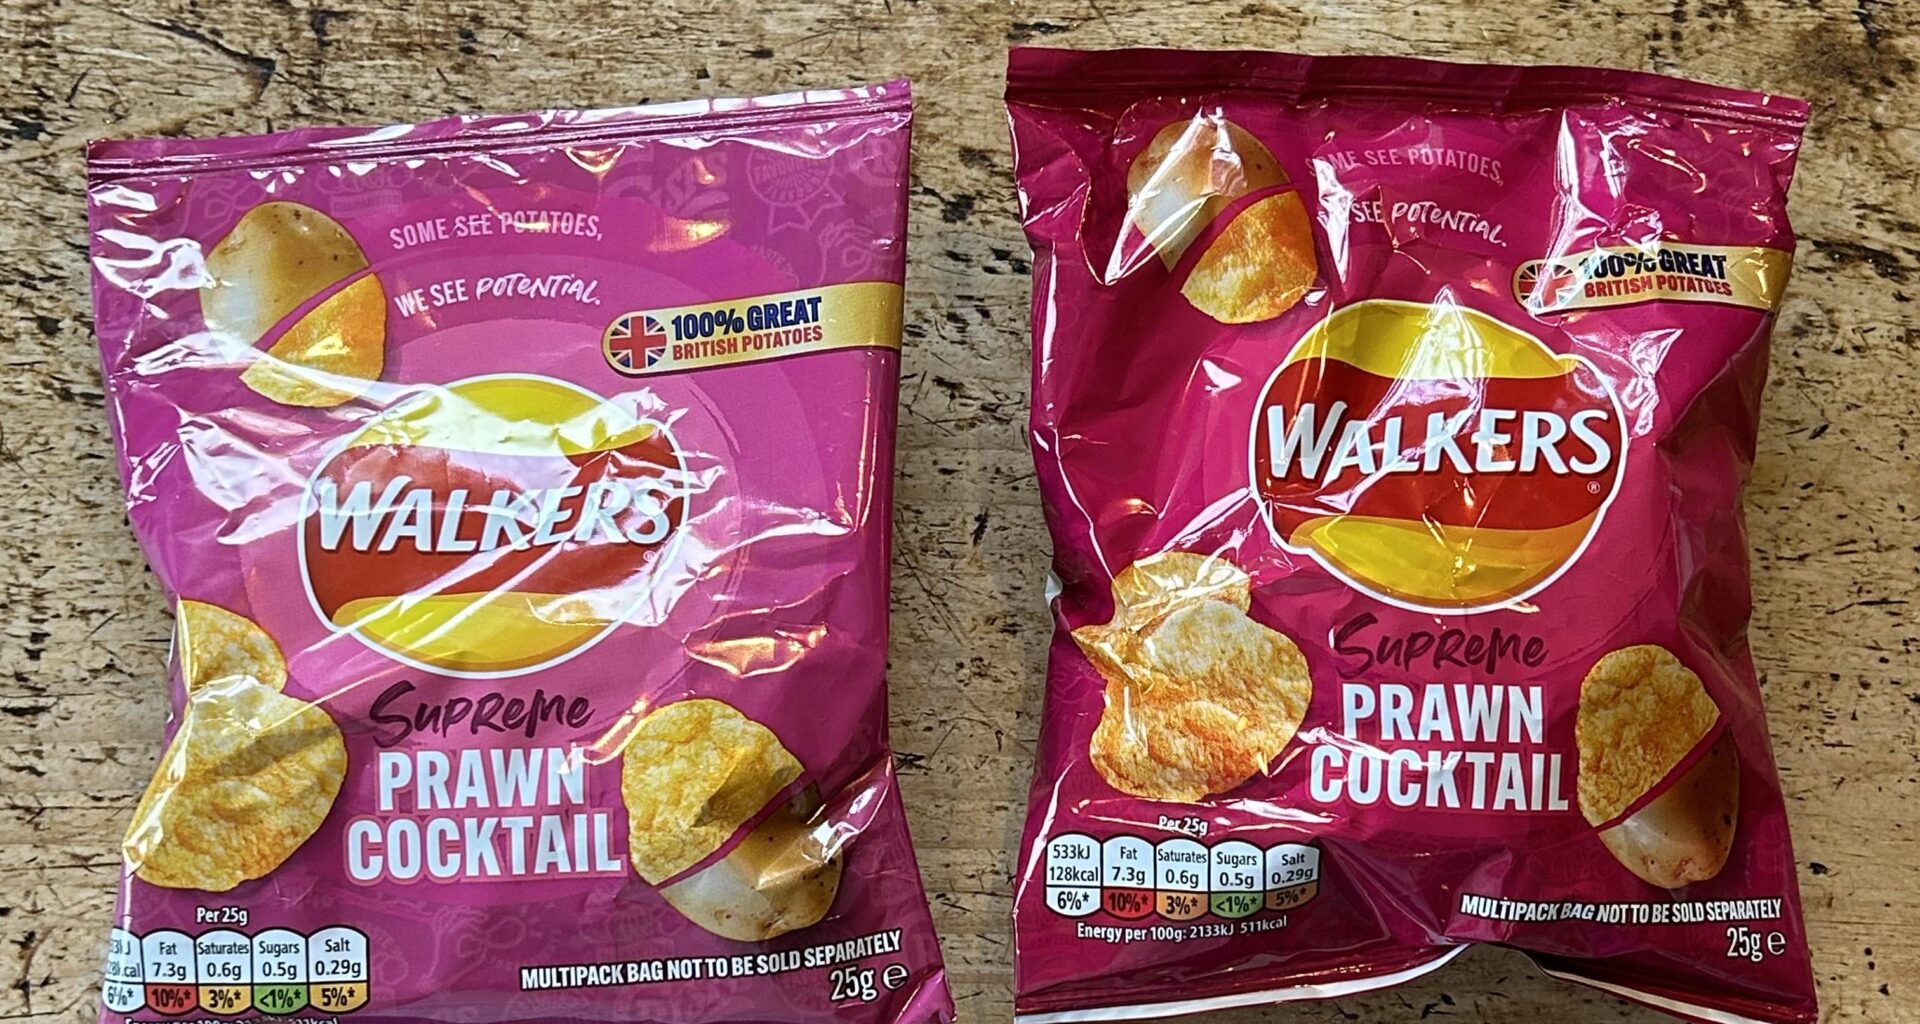 SOME SEE POTATOES,
WE SEE POTENTIAL.
100% GREAT
BRITISH POTATOES
WALKERS
®
Supreme
PRAWN
COCKTAIL
Per 25g
Fat Saturates Sugars Salt
7.3g 0.6g 0.5g 0.29g
6%* 10%* 3%* <1%* 5%*
MULTIPACK BAG NOT TO BE SOLD SEPARATELY
25g e
SOME SEE POTATOES,
SEE POTENTIAL.
100% GREAT
BRITISH POTATOES
WALKERS
®
Supreme
PRAWN
COCKTAIL
Per 25g
533kJ Fat Saturates Sugars Salt
128kcal 7.3g 0.6g 0.5g 0.29g
6%* 10%* 3%* <1%* 5%*
Energy per 100g: 2133kJ 511kcal
MULTIPACK BAG NOT TO BE SOLD SEPARATELY
25g e